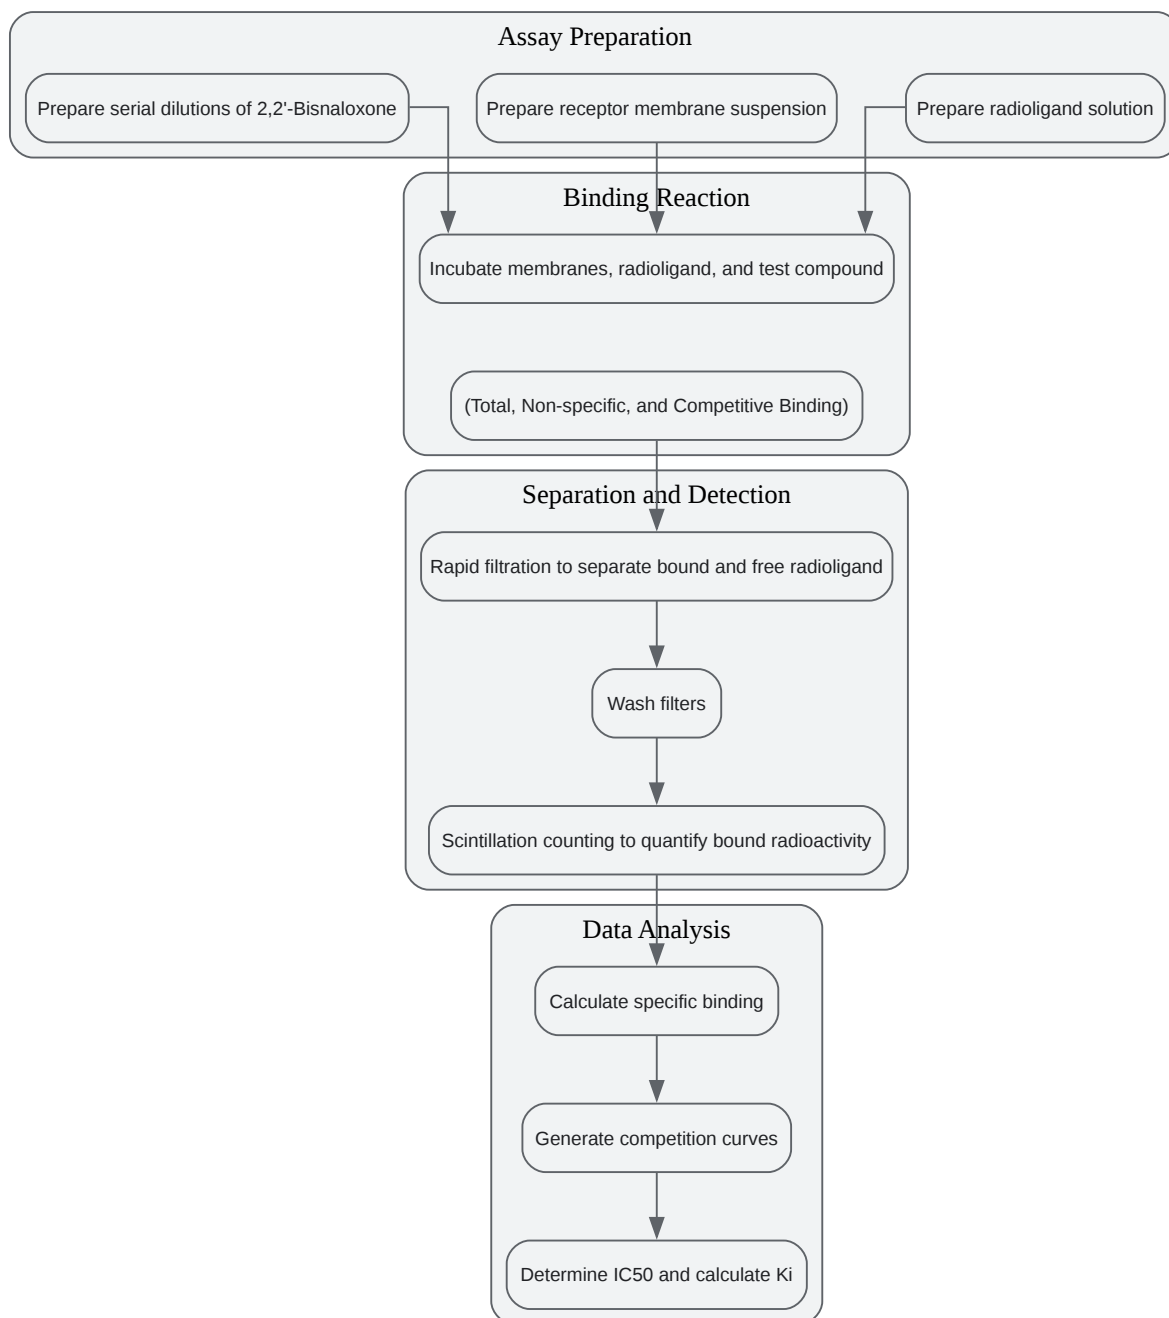 Assay Preparation
Prepare serial dilutions of 2,2'-Bisnaloxone
Prepare receptor membrane suspension
Prepare radioligand solution
Binding Reaction
Incubate membranes, radioligand, and test compound
(Total, Non-specific, and Competitive Binding)
Separation and Detection
Rapid filtration to separate bound and free radioligand
Wash filters
Scintillation counting to quantify bound radioactivity
Data Analysis
Calculate specific binding
Generate competition curves
Determine IC50 and calculate Ki